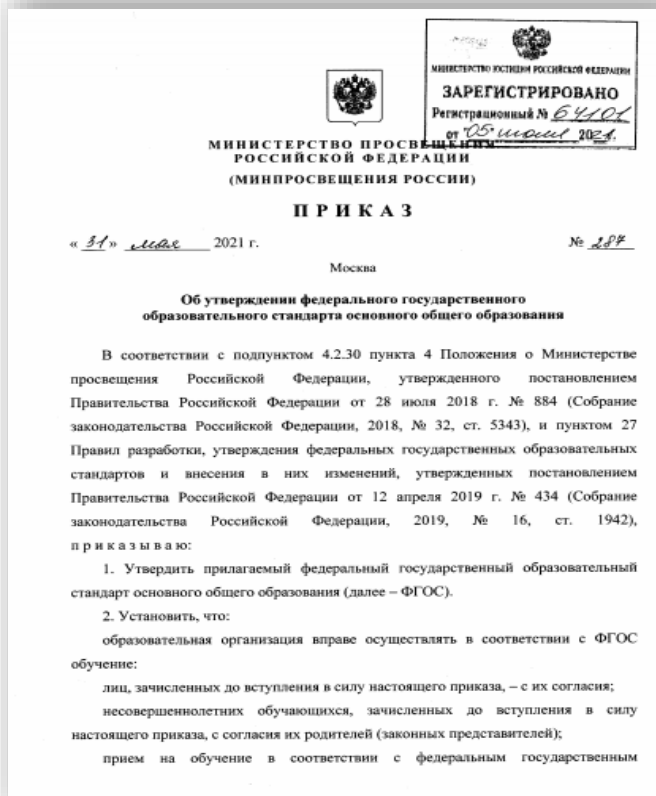 МИНИСТЕРСТВО ЮСТИЦИИ РОССИЙСКОЙ ФЕДЕРАЦИИ
ЗАРЕГИСТРИРОВАНО
Регистрационный № 64101
от "05" июля 2021.
МИНИСТЕРСТВО ПРОСВЕЩЕНИЯ
РОССИЙСКОЙ ФЕДЕРАЦИИ
(МИНПРОСВЕЩЕНИЯ РОССИИ)
ПРИКАЗ
« 31 » мая 2021 г. № 287
Москва
Об утверждении федерального государственного
образовательного стандарта основного общего образования
В соответствии с подпунктом 4.2.30 пункта 4 Положения о Министерстве
просвещения Российской Федерации, утвержденного постановлением
Правительства Российской Федерации от 28 июля 2018 г. № 884 (Собрание
законодательства Российской Федерации, 2018, № 32, ст. 5343), и пунктом 27
Правил разработки, утверждения федеральных государственных образовательных
стандартов и внесения в них изменений, утвержденных постановлением
Правительства Российской Федерации от 12 апреля 2019 г. № 434 (Собрание
законодательства Российской Федерации, 2019, № 16, ст. 1942),
приказываю:
1. Утвердить прилагаемый федеральный государственный образовательный
стандарт основного общего образования (далее – ФГОС).
2. Установить, что:
образовательная организация вправе осуществлять в соответствии с ФГОС
обучение:
лиц, зачисленных до вступления в силу настоящего приказа, – с их согласия;
несовершеннолетних обучающихся, зачисленных до вступления в силу
настоящего приказа, с согласия их родителей (законных представителей);
прием на обучение в соответствии с федеральным государственным